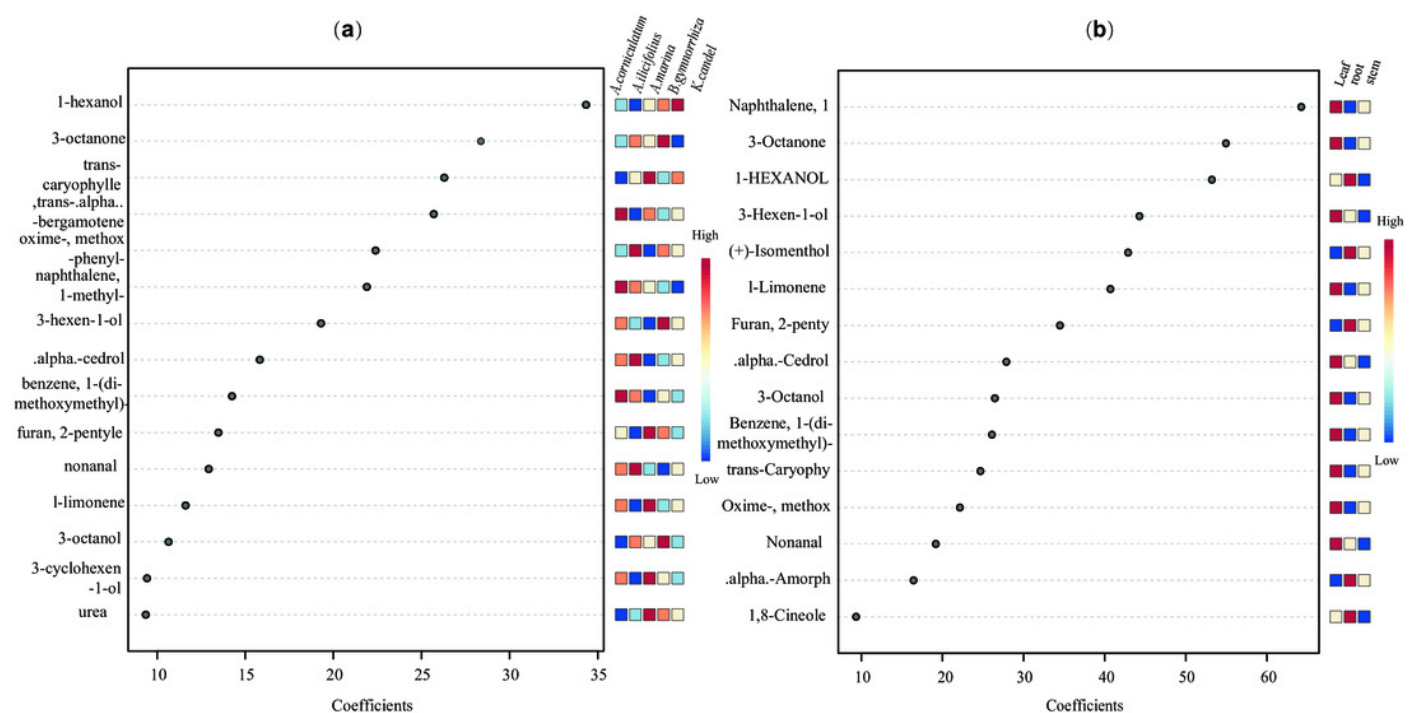 (a)
A.corniculatum
A.ilicifolius
A.marina
B.gymnorrhiza
K.candel
1-hexanol
3-octanone
trans-
caryophylle
,trans-.alpha..
-bergamotene
oxime-, methox
-phenyl-
naphthalene,
1-methyl-
3-hexen-1-ol
.alpha.-cedrol
benzene, 1-(di-
methoxymethyl)-
furan, 2-pentyle
nonanal
l-limonene
3-octanol
3-cyclohexen
-1-ol
urea
High
Low
10 15 20 25 30 35
Coefficients
(b)
Leaf
root
stem
Naphthalene, 1
3-Octanone
1-HEXANOL
3-Hexen-1-ol
(+)-Isomenthol
l-Limonene
Furan, 2-penty
.alpha.-Cedrol
3-Octanol
Benzene, 1-(di-
methoxymethyl)-
trans-Caryophy
Oxime-, methox
Nonanal
.alpha.-Amorph
1,8-Cineole
High
Low
10 20 30 40 50 60
Coefficients